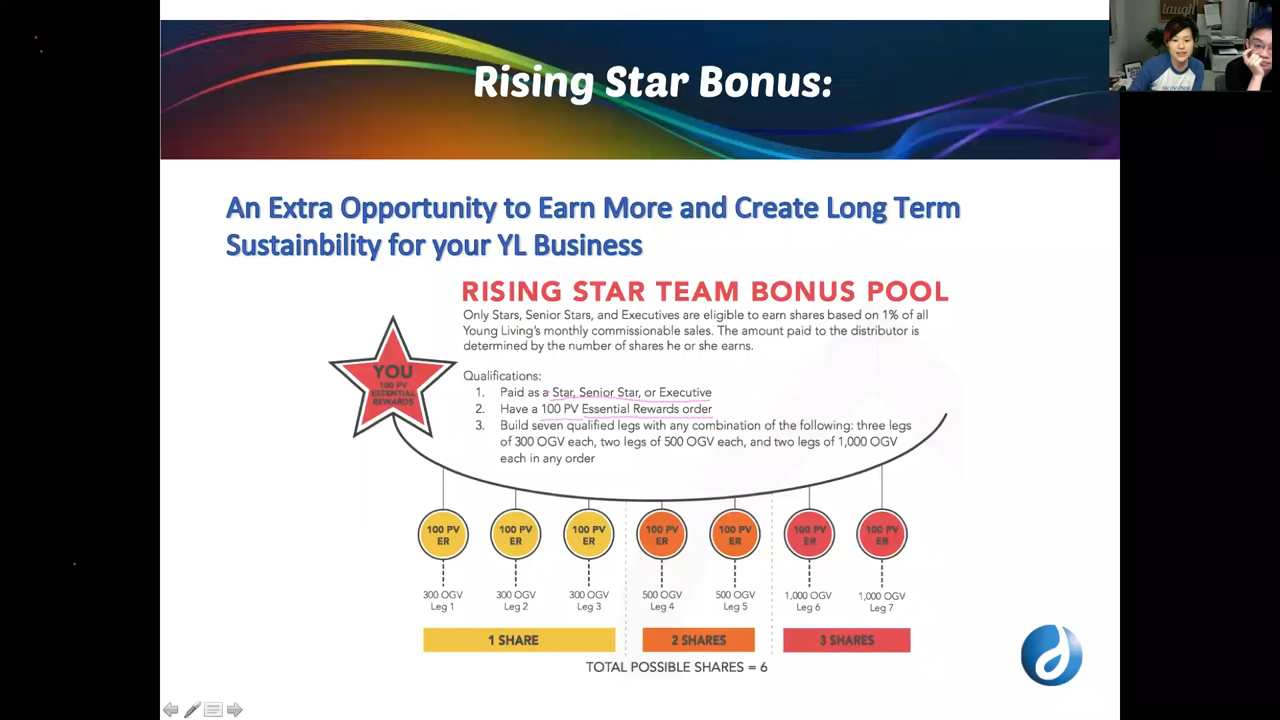 laugh
Rising Star Bonus:
An Extra Opportunity to Earn More and Create Long Term
Sustainbility for your YL Business
RISING STAR TEAM BONUS POOL
Only Stars, Senior Stars, and Executives are eligible to earn shares based on 1% of all
Young Living's monthly commissionable sales. The amount paid to the distributor is
determined by the number of shares he or she earns.
YOU
100 PV
ESSENTIAL
REWARDS
Qualifications:
1. Paid as a Star, Senior Star, or Executive
2. Have a 100 PV Essential Rewards order
3. Build seven qualified legs with any combination of the following: three legs
of 300 OGV each, two legs of 500 OGV each, and two legs of 1,000 OGV
each in any order
100 PV ER 100 PV ER 100 PV ER 100 PV ER 100 PV ER 100 PV ER 100 PV ER
300 OGV 300 OGV 300 OGV 500 OGV 500 OGV 1,000 OGV 1,000 OGV
Leg 1 Leg 2 Leg 3 Leg 4 Leg 5 Leg 6 Leg 7
1 SHARE 2 SHARES 3 SHARES
TOTAL POSSIBLE SHARES = 6